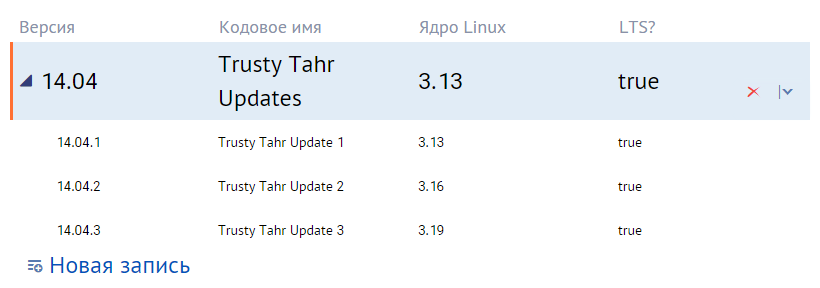 Версия Кодовое имя Ядро Linux LTS?
14.04 Trusty Tahr Updates 3.13 true
14.04.1 Trusty Tahr Update 1 3.13 true
14.04.2 Trusty Tahr Update 2 3.16 true
14.04.3 Trusty Tahr Update 3 3.19 true
Новая запись